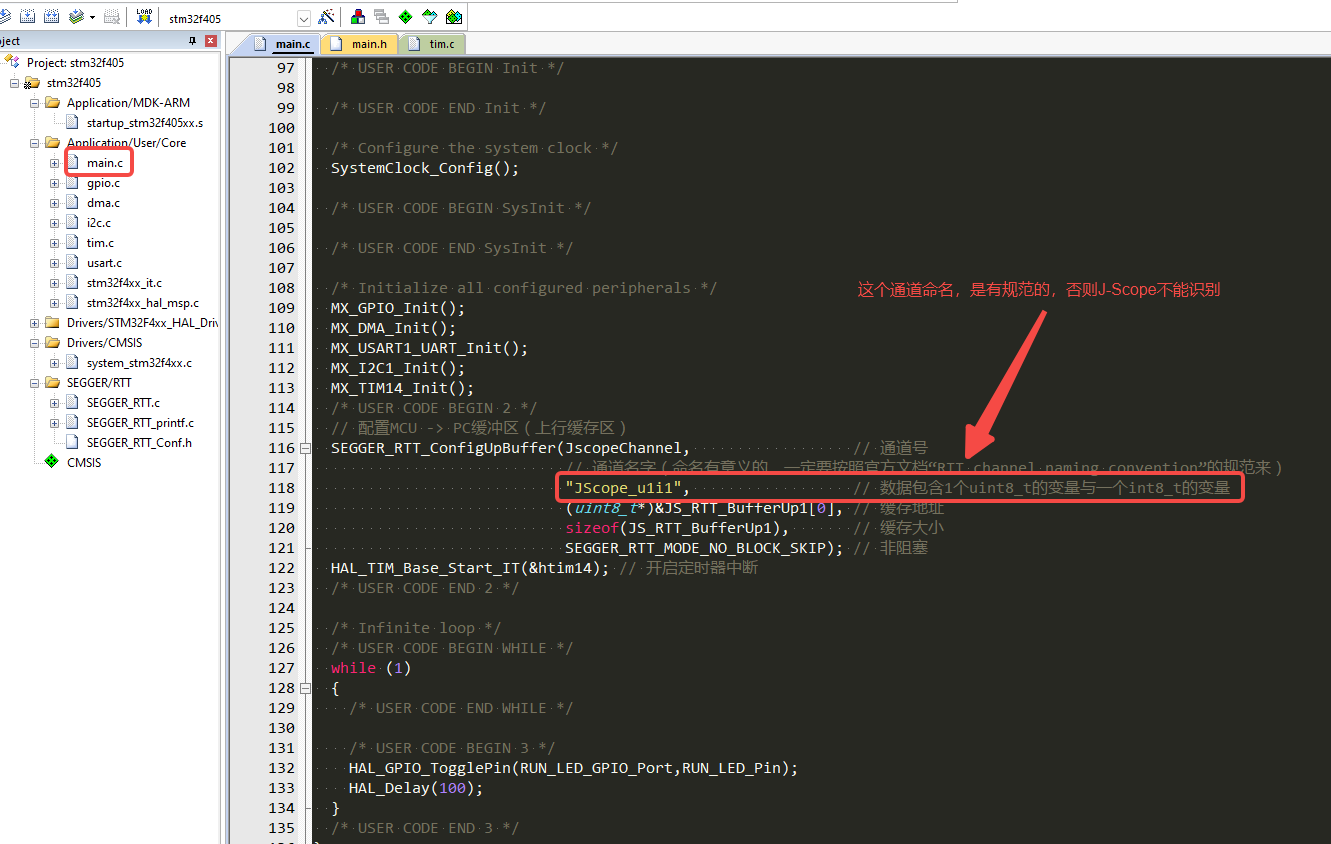 LOAD
stm32f405
ject
main.c
main.h
tim.c
Project: stm32f405
stm32f405
Application/MDK-ARM
startup_stm32f405xx.s
Application/User/Core
main.c
gpio.c
dma.c
i2c.c
tim.c
usart.c
stm32f4xx_it.c
stm32f4xx_hal_msp.c
Drivers/STM32F4xx_HAL_Driv
Drivers/CMSIS
system_stm32f4xx.c
SEGGER/RTT
SEGGER_RTT.c
SEGGER_RTT_printf.c
SEGGER_RTT_Conf.h
CMSIS
97 /* USER CODE BEGIN Init */
98
99 /* USER CODE END Init */
100
101 /* Configure the system clock */
102 SystemClock_Config();
103
104 /* USER CODE BEGIN SysInit */
105
106 /* USER CODE END SysInit */
107
108 /* Initialize all configured peripherals */
这个通道命名，是有规范的，否则J-Scope不能识别
109 MX_GPIO_Init();
110 MX_DMA_Init();
111 MX_USART1_UART_Init();
112 MX_I2C1_Init();
113 MX_TIM14_Init();
114 /* USER CODE BEGIN 2 */
115 // 配置MCU -> PC缓冲区（上行缓存区）
116 SEGGER_RTT_ConfigUpBuffer(JscopeChannel, // 通道号
117 // 通道名字（命名有意义的，一定要按照官方文档“RTT channel naming convention”的规范来）
118 "JScope_u1i1", // 数据包含1个uint8_t的变量与一个int8_t的变量
119 (uint8_t*)&JS_RTT_BufferUp1[0], // 缓存地址
120 sizeof(JS_RTT_BufferUp1), // 缓存大小
121 SEGGER_RTT_MODE_NO_BLOCK_SKIP); // 非阻塞
122 HAL_TIM_Base_Start_IT(&htim14); // 开启定时器中断
123 /* USER CODE END 2 */
124
125 /* Infinite loop */
126 /* USER CODE BEGIN WHILE */
127 while (1)
128 {
129 /* USER CODE END WHILE */
130
131 /* USER CODE BEGIN 3 */
132 HAL_GPIO_TogglePin(RUN_LED_GPIO_Port,RUN_LED_Pin);
133 HAL_Delay(100);
134 }
135 /* USER CODE END 3 */